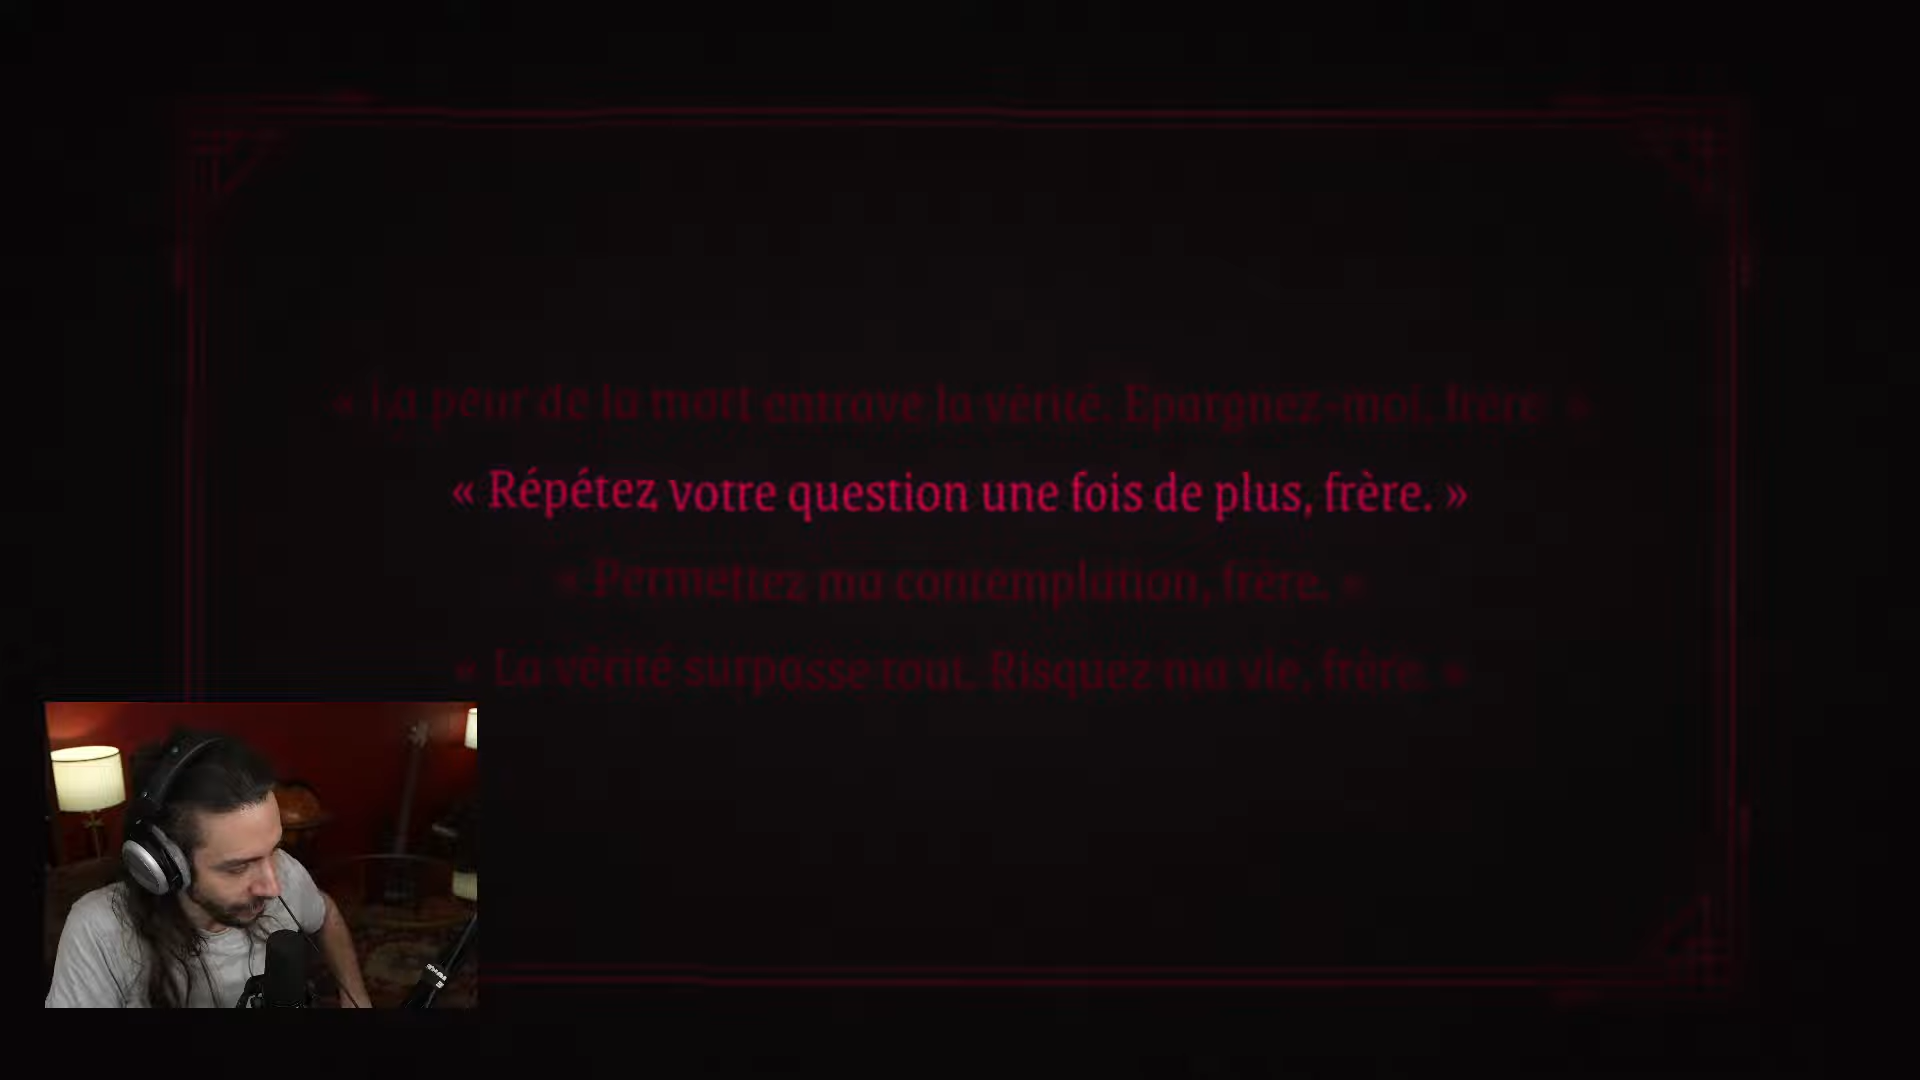 « La peur de la mort entrave la vérité. Epargnez-moi, frère. »
« Répétez votre question une fois de plus, frère. »
« Permettez ma contemplation, frère. »
« La vérité surpasse tout. Risquez ma vie, frère. »